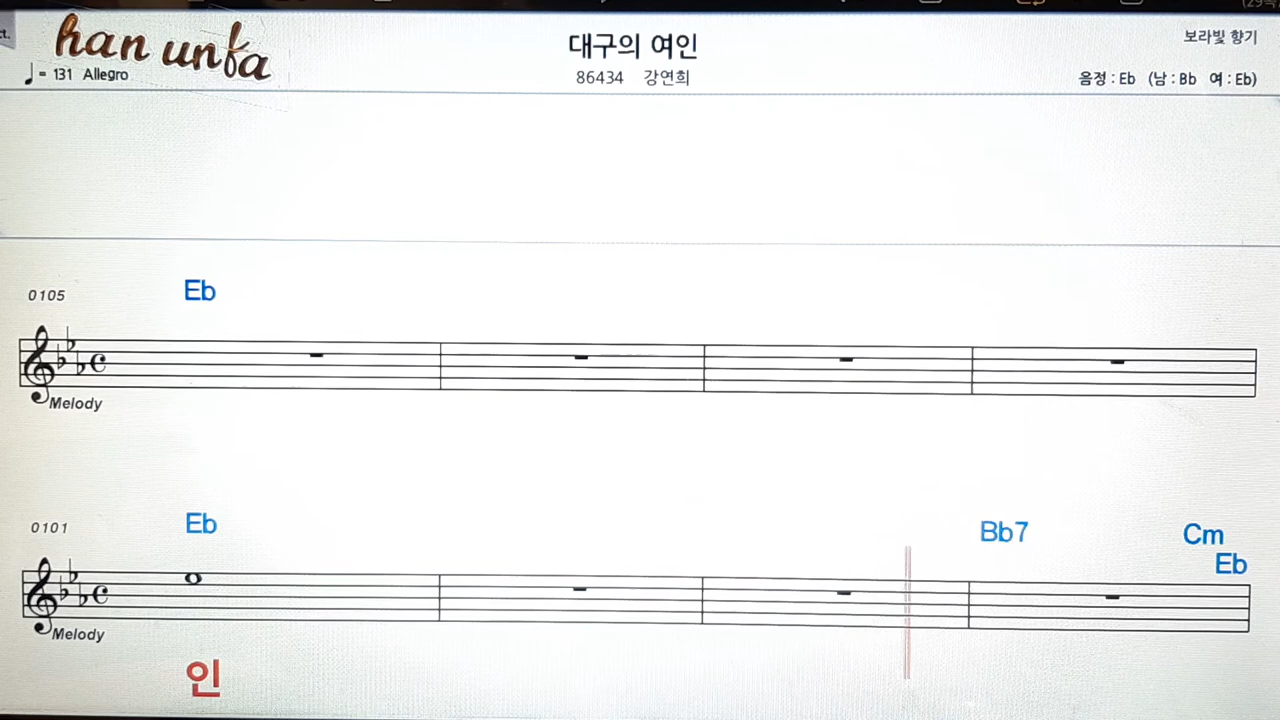 ct.
han unfa
♩= 131 Allegro
대구의 여인
86434 강연희
보라빛 향기
음정 : Eb (남 : Bb 여 : Eb)
0105
Eb
Melody
0101
Eb
Bb7
Cm
Eb
Melody
인